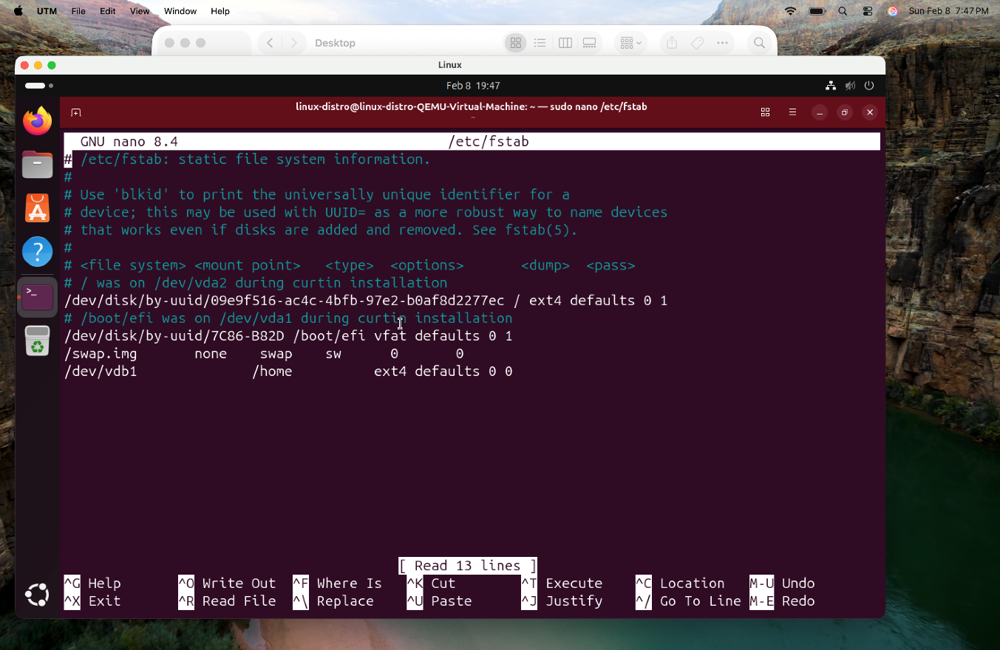 UTM File Edit View Window Help Sun Feb 8 7:47 PM
Desktop
Linux
Feb 8 19:47
linux-distro@linux-distro-QEMU-Virtual-Machine: ~ — sudo nano /etc/fstab
~
GNU nano 8.4 /etc/fstab
# /etc/fstab: static file system information.
#
# Use 'blkid' to print the universally unique identifier for a
# device; this may be used with UUID= as a more robust way to name devices
# that works even if disks are added and removed. See fstab(5).
#
# <file system> <mount point>   <type>  <options>       <dump>  <pass>
# / was on /dev/vda2 during curtin installation
/dev/disk/by-uuid/09e9f516-ac4c-4bfb-97e2-b0af8d2277ec / ext4 defaults 0 1
# /boot/efi was on /dev/vda1 during curtin installation
/dev/disk/by-uuid/7C86-B82D /boot/efi vfat defaults 0 1
/swap.img       none    swap    sw      0       0
/dev/vdb1              /home          ext4 defaults 0 0
[ Read 13 lines ]
^G Help ^O Write Out ^F Where Is ^K Cut ^T Execute ^C Location M-U Undo
^X Exit ^R Read File ^\ Replace ^U Paste ^J Justify ^/ Go To Line M-E Redo